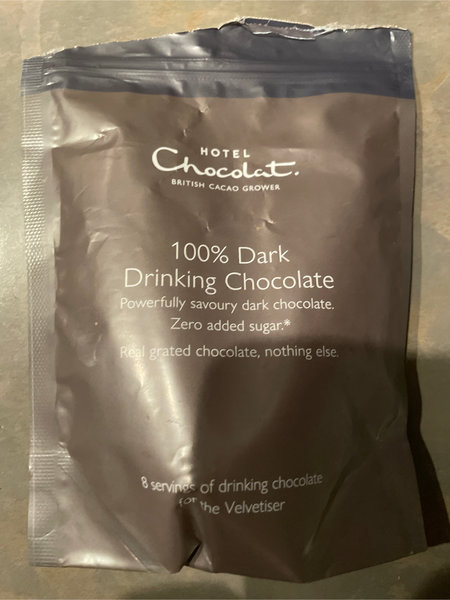 HOTEL
Chocolat.
BRITISH CACAO GROWER
100% Dark
Drinking Chocolate
Powerfully savoury dark chocolate.
Zero added sugar.*
Real grated chocolate, nothing else.
8 servings of drinking chocolate
for the Velvetiser